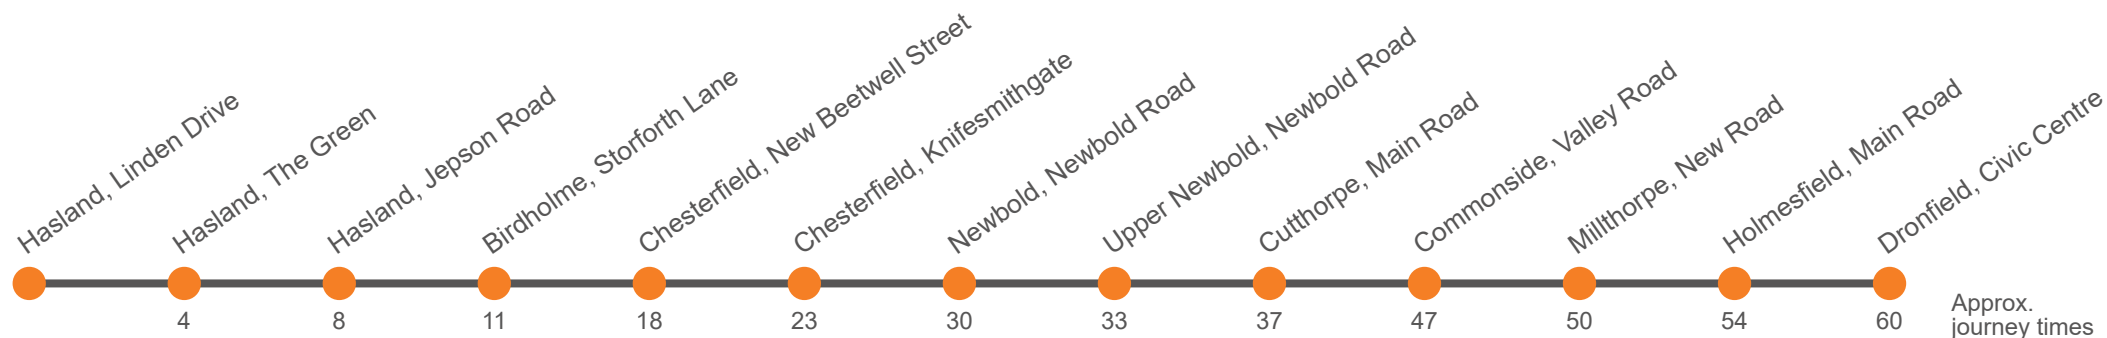 Hasland, Linden Drive
Hasland, The Green
Hasland, Jepson Road
Birdholme, Storforth Lane
Chesterfield, New Beetwell Street
Chesterfield, Knifesmithgate
Newbold, Newbold Road
Upper Newbold, Newbold Road
Cutthorpe, Main Road
Commonside, Valley Road
Millthorpe, New Road
Holmesfield, Main Road
Dronfield, Civic Centre
4 8 11 18 23 30 33 37 47 50 54 60
Approx.
journey times